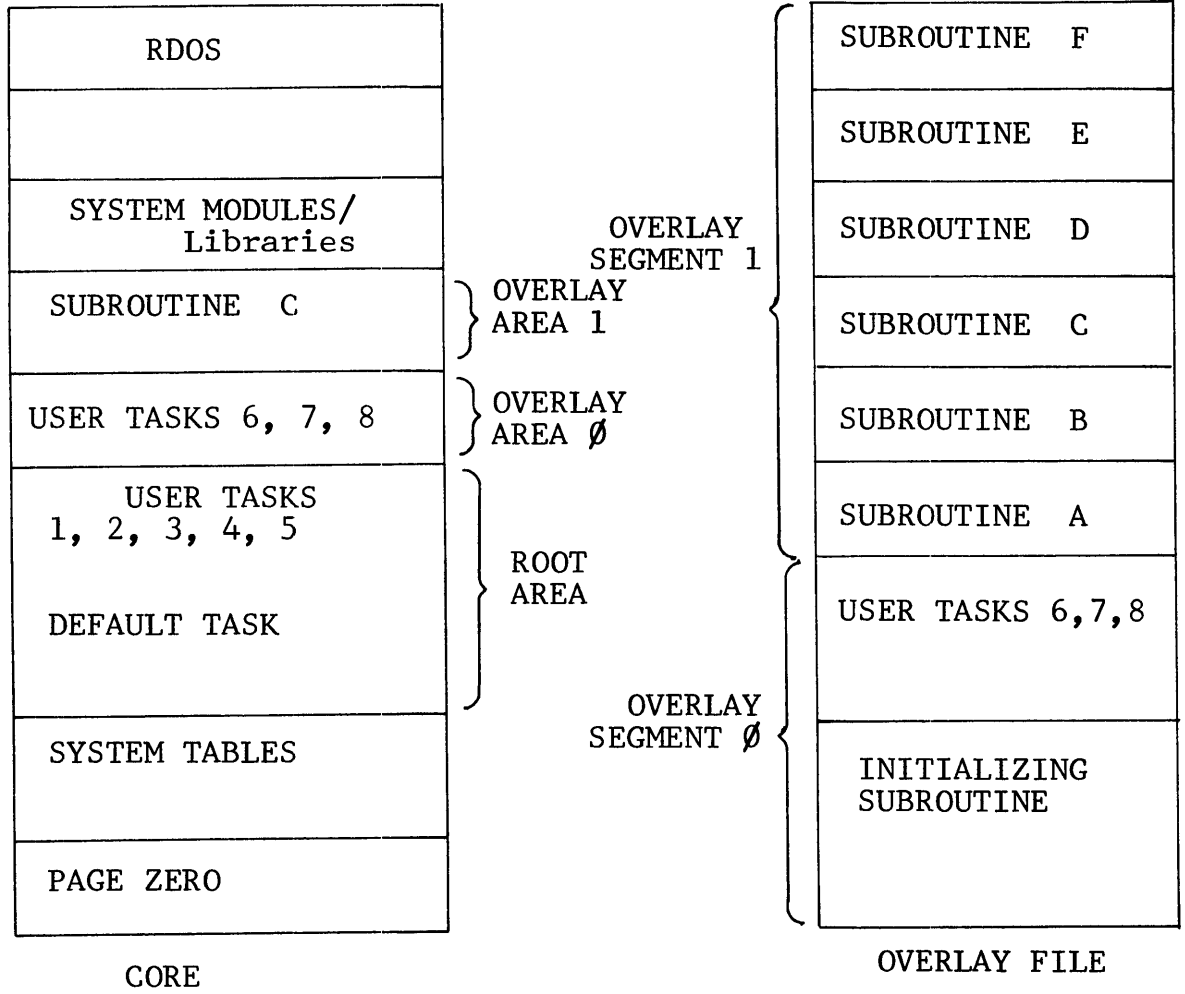 RDOS
SYSTEM MODULES/
Libraries
SUBROUTINE C
USER TASKS 6, 7, 8
USER TASKS
1, 2, 3, 4, 5
DEFAULT TASK
SYSTEM TABLES
PAGE ZERO
CORE
OVERLAY
AREA 1
OVERLAY
AREA Ø
ROOT
AREA
OVERLAY
SEGMENT 1
OVERLAY
SEGMENT Ø
SUBROUTINE F
SUBROUTINE E
SUBROUTINE D
SUBROUTINE C
SUBROUTINE B
SUBROUTINE A
USER TASKS 6,7,8
INITIALIZING
SUBROUTINE
OVERLAY FILE